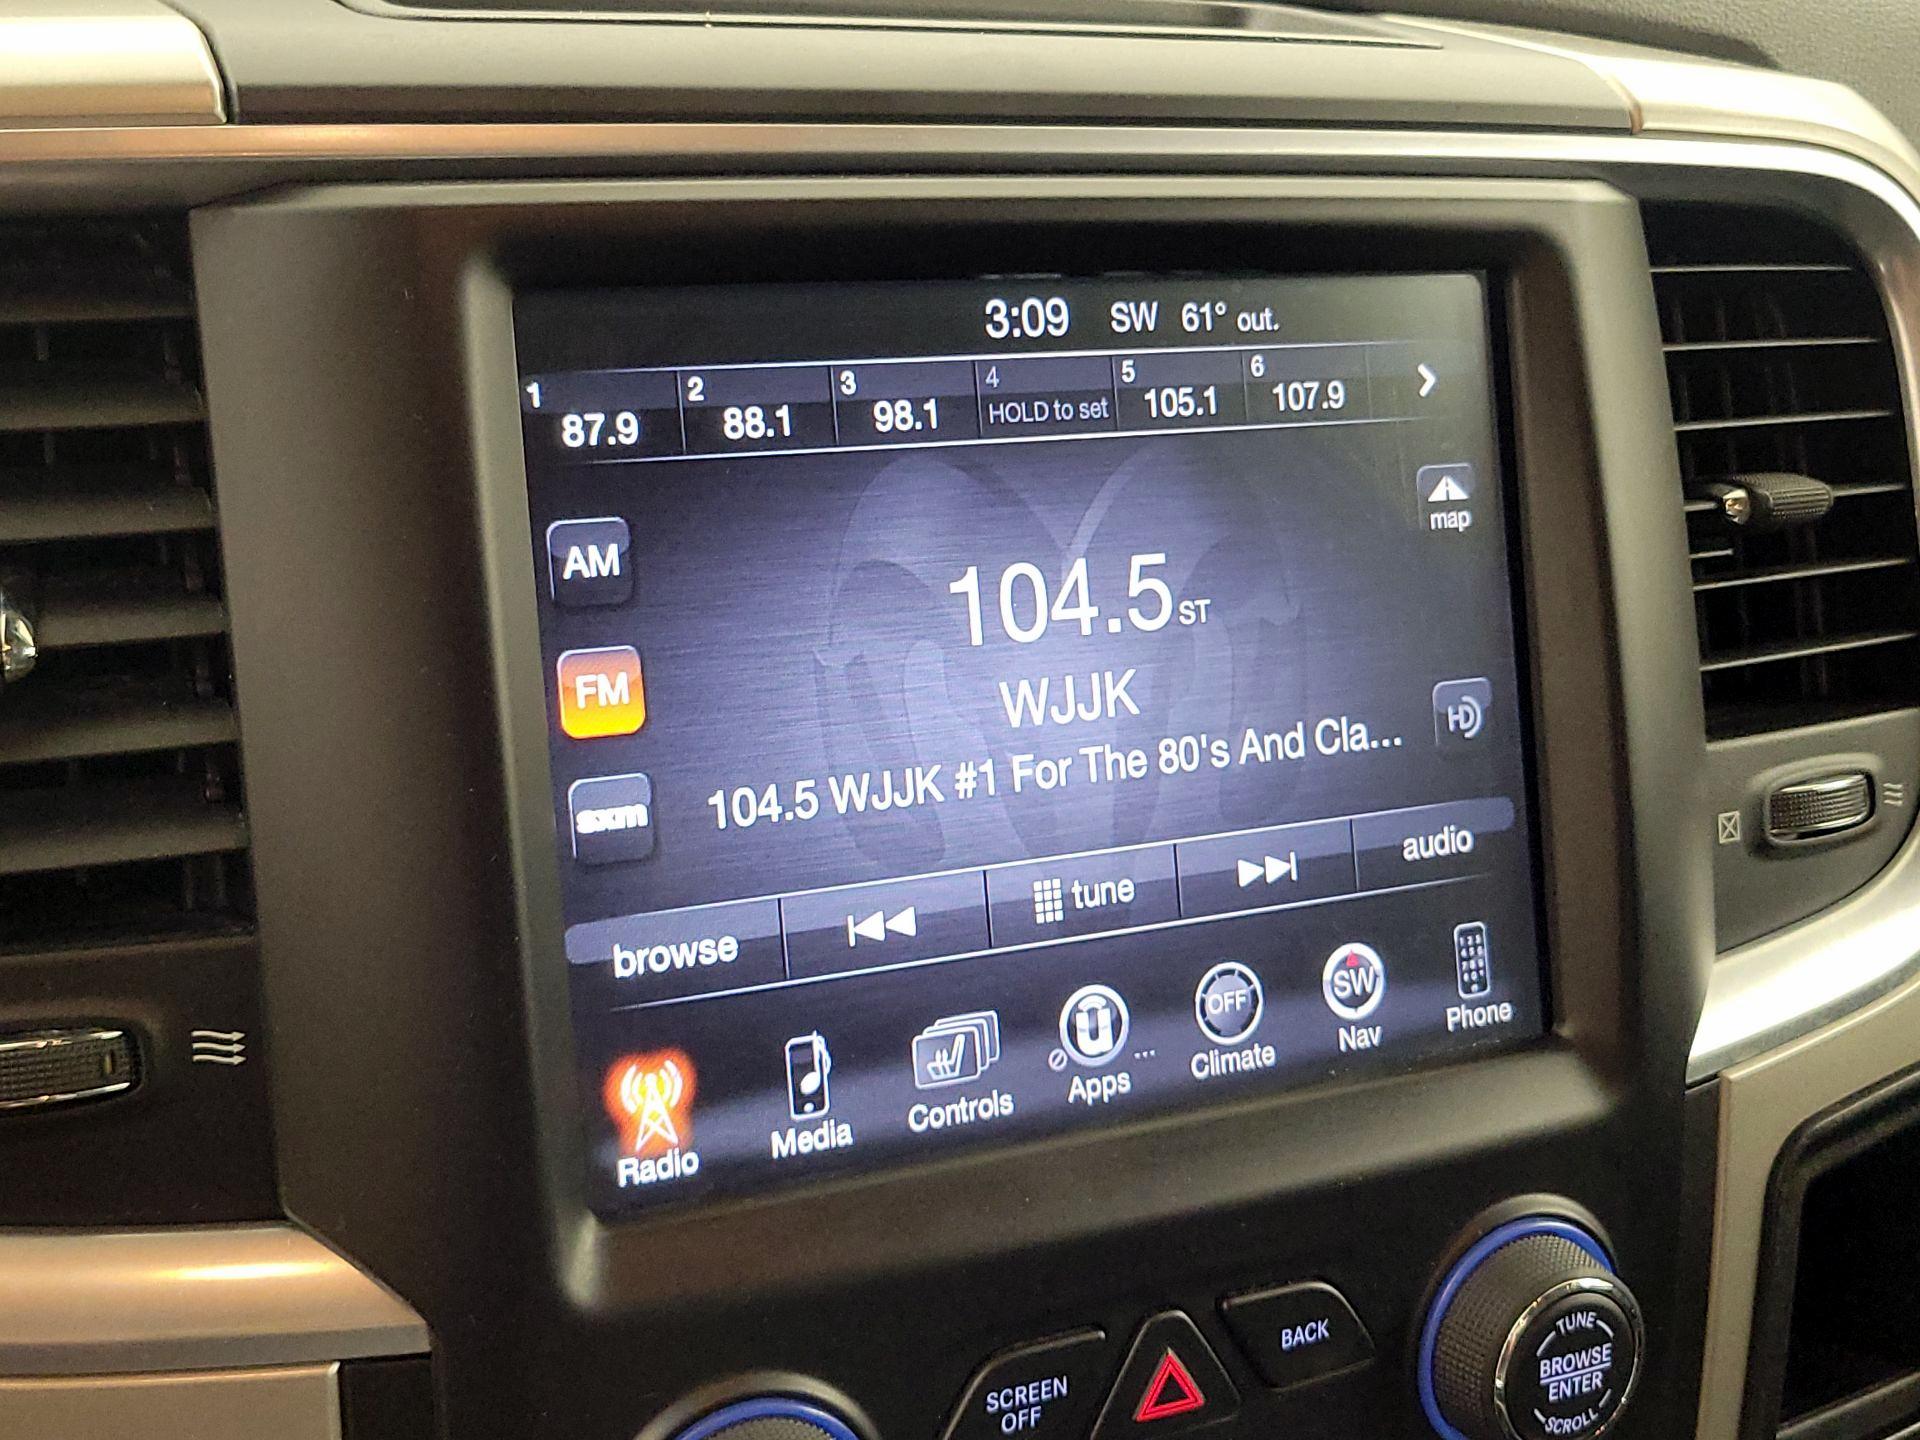 3:09 SW 61° out.
1 2 3 4 5 6
87.9 88.1 98.1 HOLD to set 105.1 107.9
map
AM
104.5 ST
FM
WJJK
HD
sxm
104.5 WJJK #1 For The 80's And Cla...
browse tune audio
OFF SW
Radio Media Controls Apps ... Climate Nav Phone
SCREEN
OFF
BACK
TUNE
BROWSE
ENTER
SCROLL